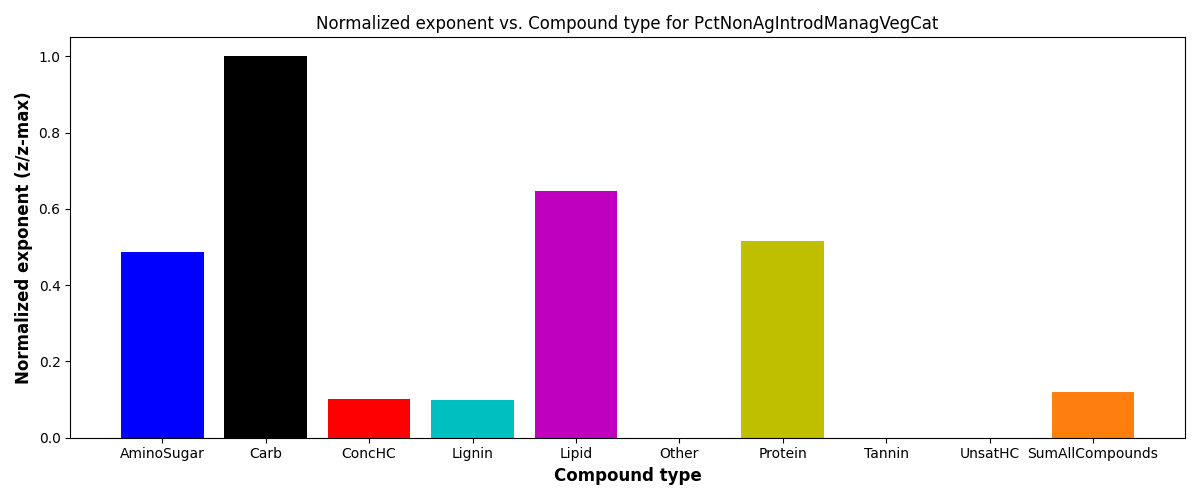 Normalized exponent vs. Compound type for PctNonAgIntrodManagVegCat
Normalized exponent (z/z-max)
1.0
0.8
0.6
0.4
0.2
0.0
AminoSugar Carb ConcHC Lignin Lipid Other Protein Tannin UnsatHC SumAllCompounds
Compound type